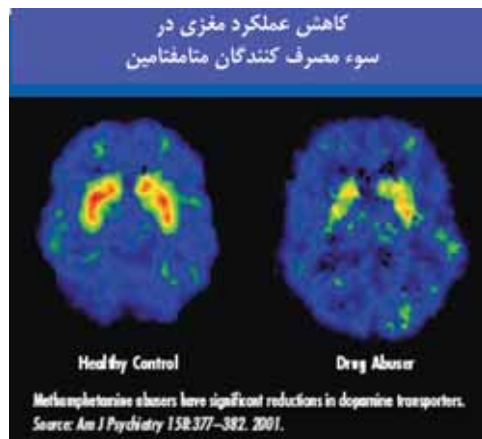 کاهش عملکرد مغزی در
سوء مصرف کنندگان متامفتامین
Healthy Control
Drug Abuser
Methamphetamine abusers have significant reductions in dopamine transporters.
Source: Am J Psychiatry 158:377–382. 2001.